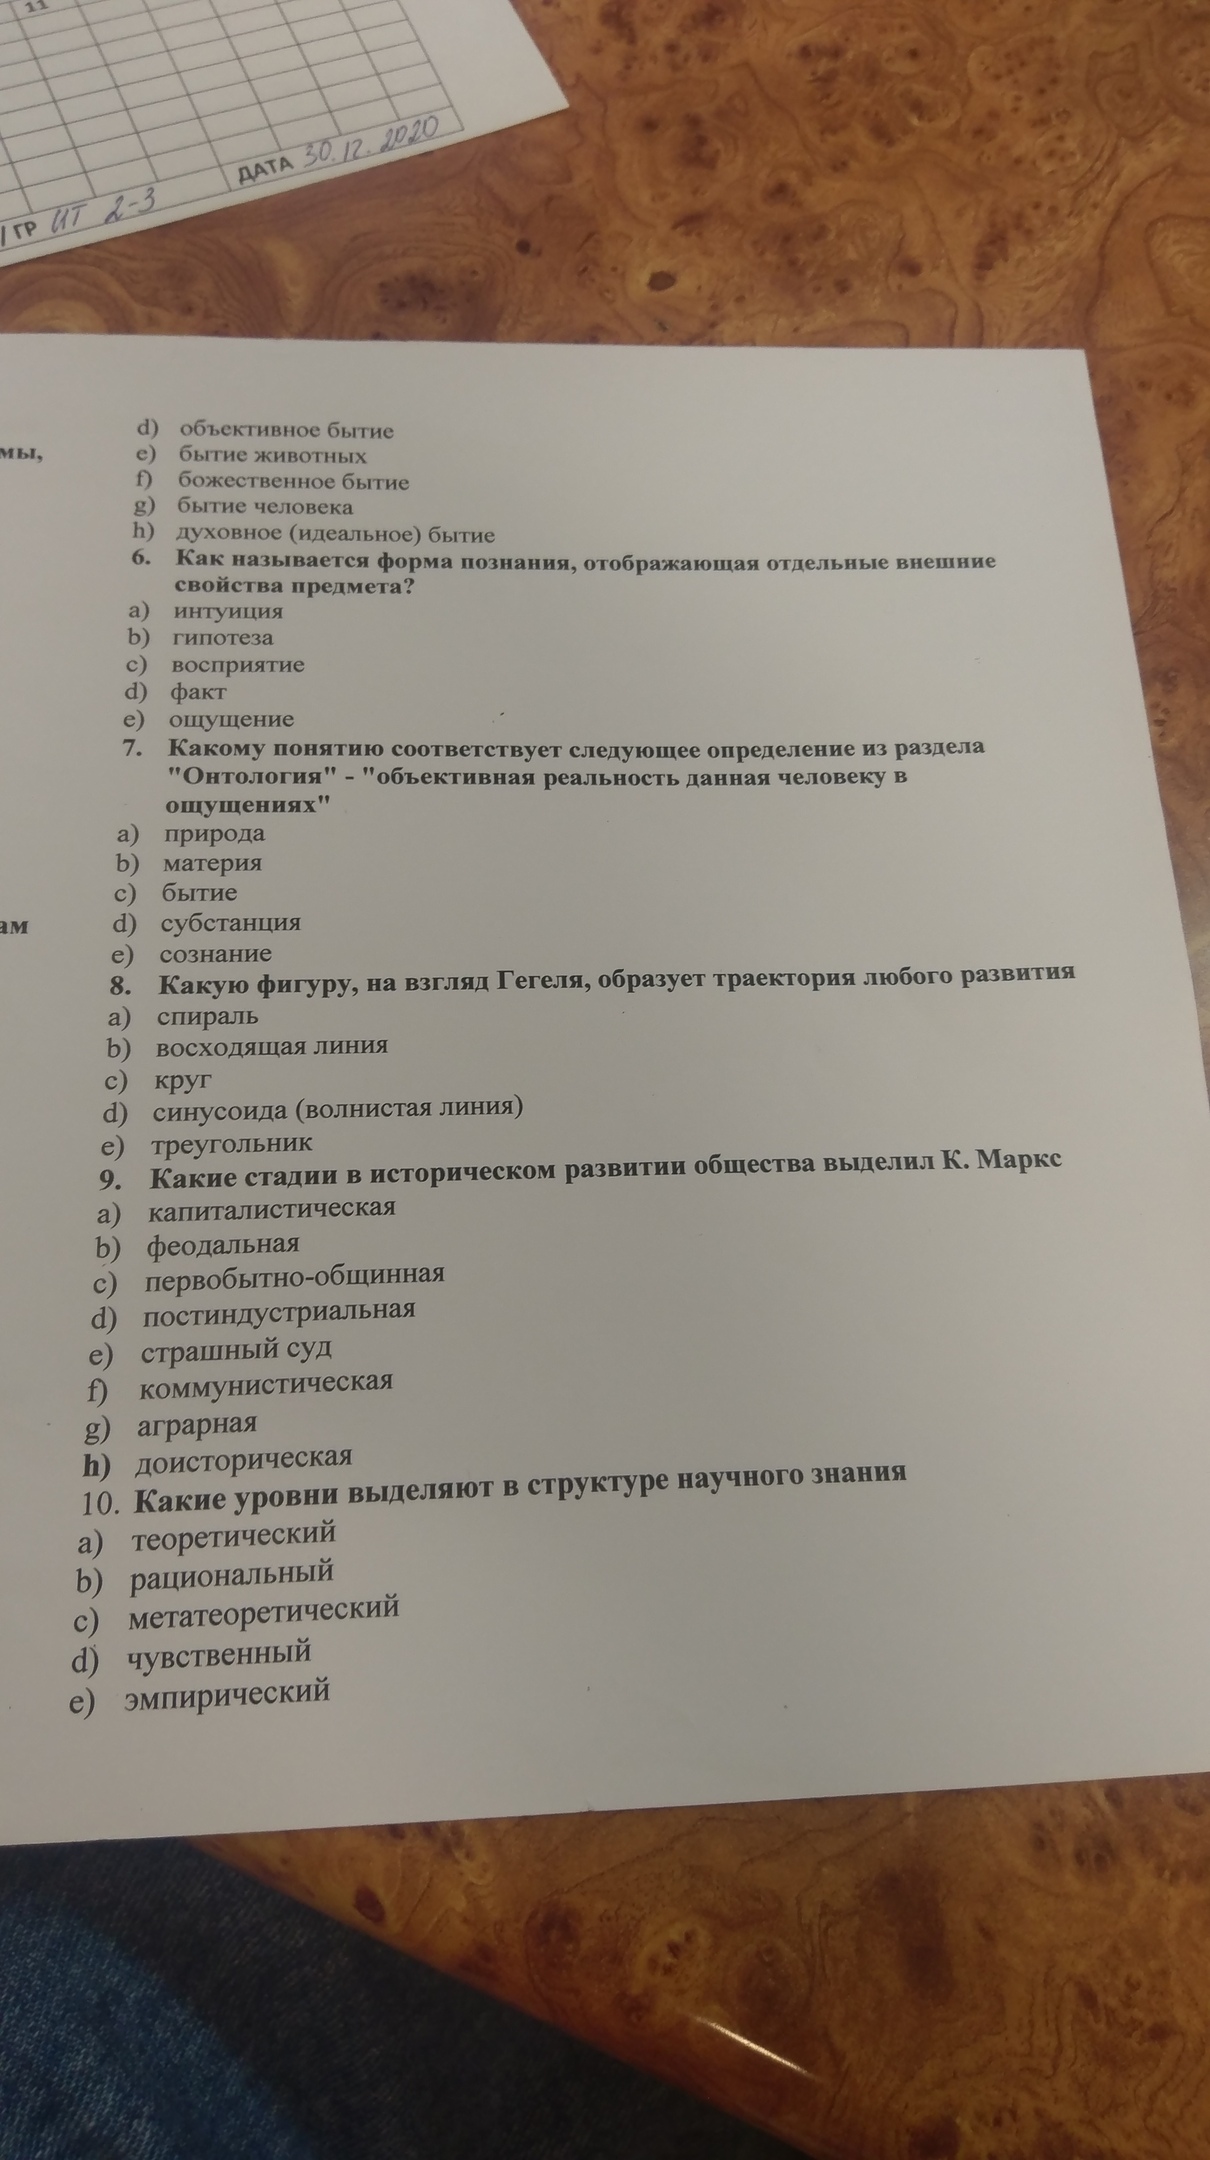 11
/ ГР ИТ 2-3
ДАТА 30.12.2020
мы,
ам
d) объективное бытие
e) бытие животных
f) божественное бытие
g) бытие человека
h) духовное (идеальное) бытие
6. Как называется форма познания, отображающая отдельные внешние
свойства предмета?
a) интуиция
b) гипотеза
c) восприятие
d) факт
e) ощущение
7. Какому понятию соответствует следующее определение из раздела
"Онтология" - "объективная реальность данная человеку в
ощущениях"
a) природа
b) материя
c) бытие
d) субстанция
e) сознание
8. Какую фигуру, на взгляд Гегеля, образует траектория любого развития
a) спираль
b) восходящая линия
c) круг
d) синусоида (волнистая линия)
e) треугольник
9. Какие стадии в историческом развитии общества выделил К. Маркс
a) капиталистическая
b) феодальная
c) первобытно-общинная
d) постиндустриальная
e) страшный суд
f) коммунистическая
g) аграрная
h) доисторическая
10. Какие уровни выделяют в структуре научного знания
a) теоретический
b) рациональный
c) метатеоретический
d) чувственный
e) эмпирический